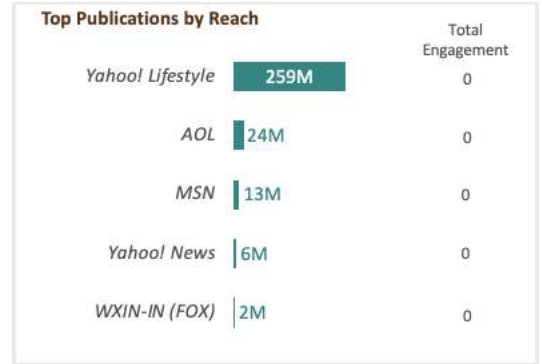 Top Publications by Reach
Total
Engagement
Yahoo! Lifestyle 259M 0
AOL 24M 0
MSN 13M 0
Yahoo! News 6M 0
WXIN-IN (FOX) 2M 0